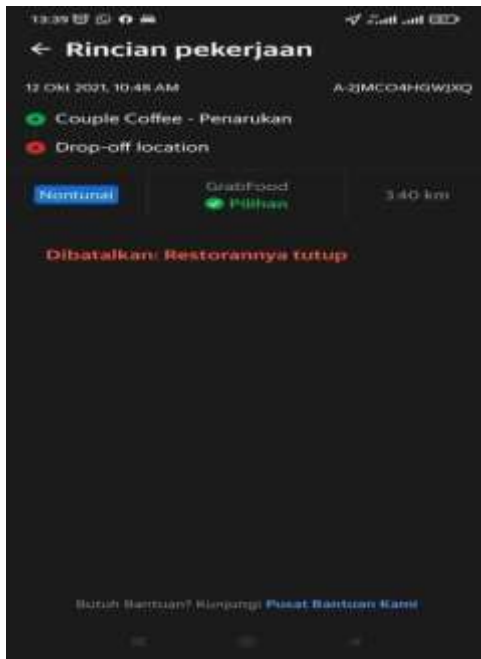 13:39
← Rincian pekerjaan
12 Okt 2021, 10:48 AM A-2JMCO4HGWJXQ
Couple Coffee - Penarukan
Drop-off location
Nontunai GrabFood 3.40 km
Pilihan
Dibatalkan: Restorannya tutup
Butuh Bantuan? Kunjungi Pusat Bantuan Kami